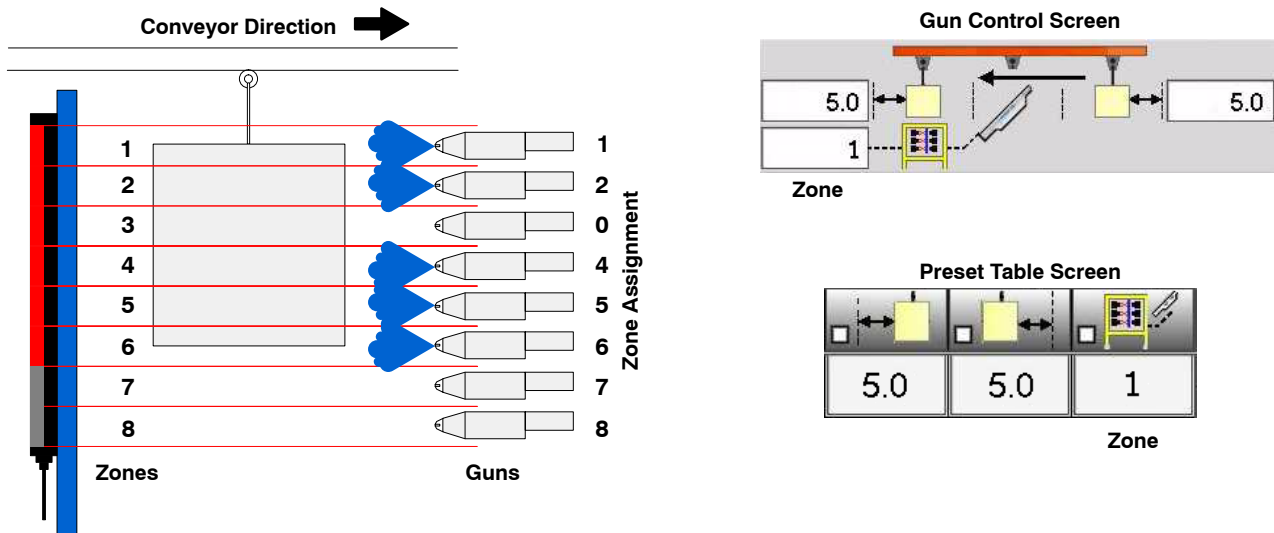 Conveyor Direction
1
2
3
4
5
6
7
8
Zones
Guns
1
2
0
4
5
6
7
8
Zone Assignment
Gun Control Screen
5.0
5.0
1
Zone
Preset Table Screen
5.0 5.0 1
Zone